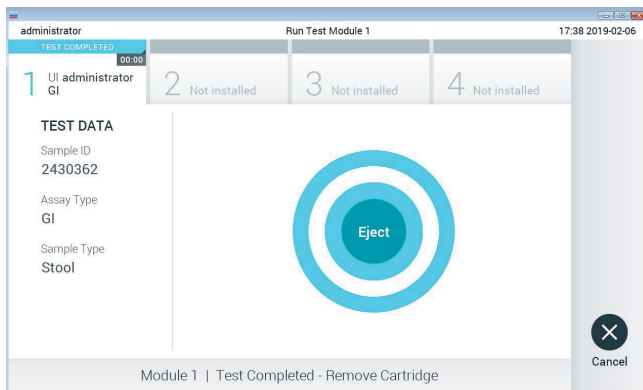 administrator
Run Test Module 1
17:38 2019-02-06
TEST COMPLETED
00:00
1
UI administrator
GI
2 Not installed
3 Not installed
4 Not installed
TEST DATA
Sample ID
2430362
Assay Type
GI
Sample Type
Stool
Eject
Cancel
Module 1 | Test Completed - Remove Cartridge